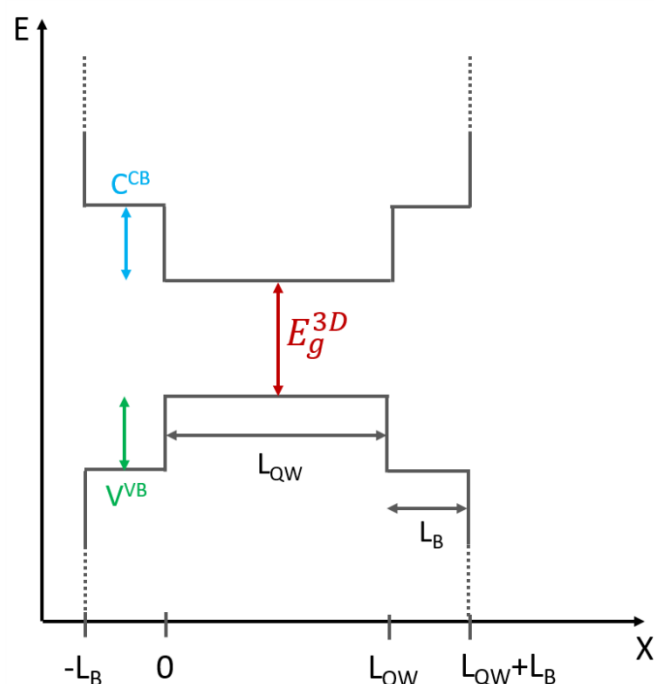 E
C^CB
E_g^3D
L_QW
V^VB
L_B
X
-L_B 0 L_QW L_QW+L_B